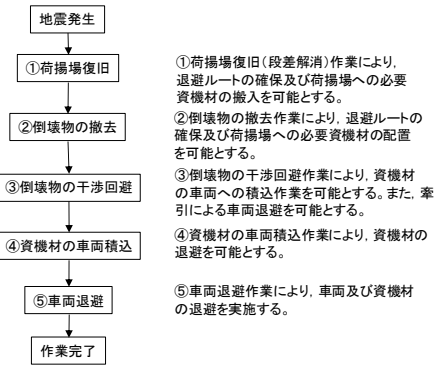 地震発生
①荷揚場復旧
①荷揚場復旧(段差解消)作業により,
退避ルートの確保及び荷揚場への必要
資機材の搬入を可能とする。
②倒壊物の撤去
②倒壊物の撤去作業により,退避ルートの
確保及び荷揚場への必要資機材の配置
を可能とする。
③倒壊物の干渉回避
③倒壊物の干渉回避作業により,資機材
の車両への積込作業を可能とする。また,牽
引による車両退避を可能とする。
④資機材の車両積込
④資機材の車両積込作業により,資機材の
退避を可能とする。
⑤車両退避
⑤車両退避作業により,車両及び資機材
の退避を実施する。
作業完了